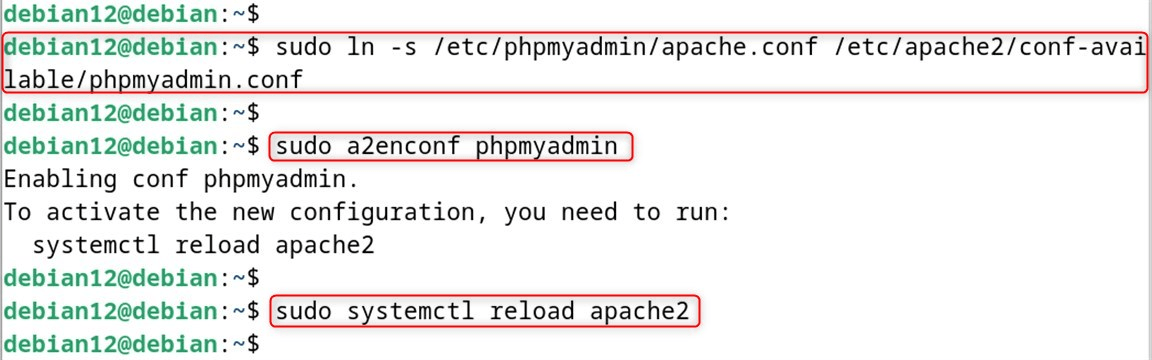 debian12@debian:~$
debian12@debian:~$ sudo ln -s /etc/phpmyadmin/apache.conf /etc/apache2/conf-avai
lable/phpmyadmin.conf
debian12@debian:~$
debian12@debian:~$ sudo a2enconf phpmyadmin
Enabling conf phpmyadmin.
To activate the new configuration, you need to run:
  systemctl reload apache2
debian12@debian:~$
debian12@debian:~$ sudo systemctl reload apache2
debian12@debian:~$